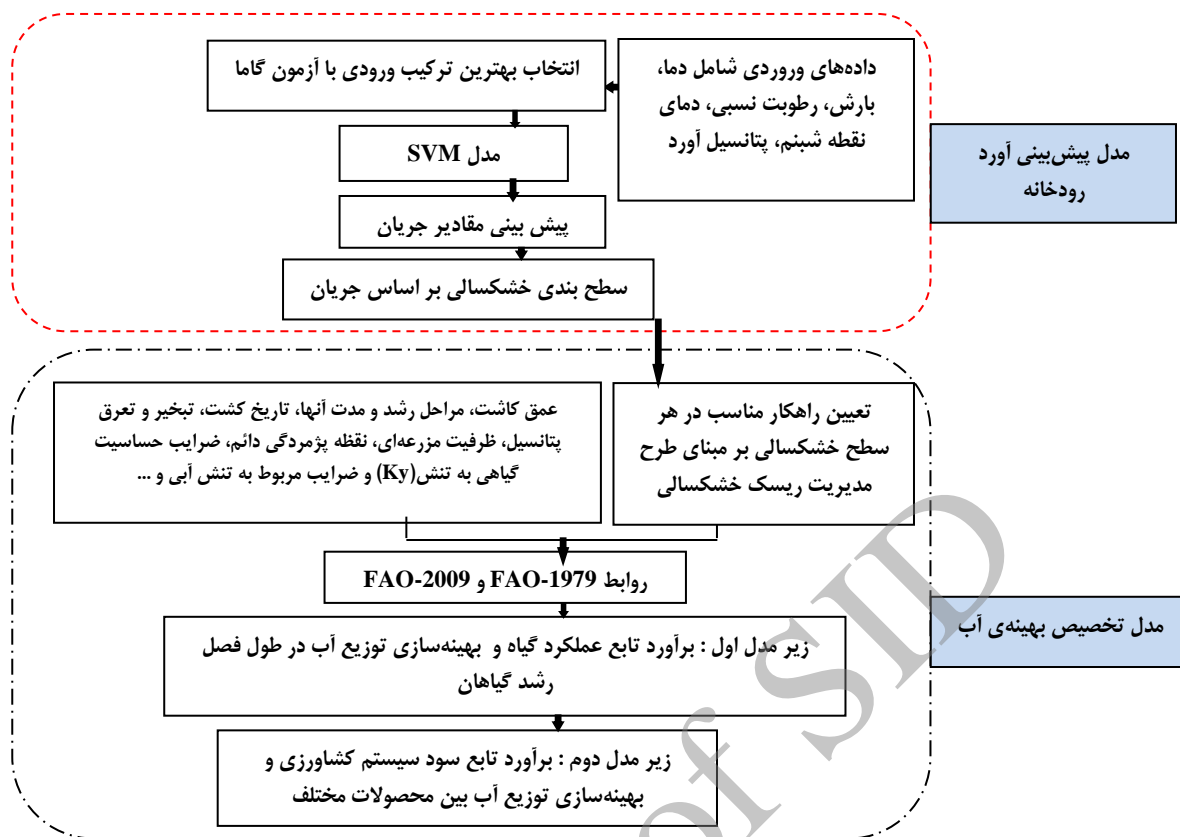 داده‌های وروردی شامل دما،
بارش، رطوبت نسبی، دمای
نقطه شبنم، پتانسیل آورد
انتخاب بهترین ترکیب ورودی با آزمون گاما
مدل SVM
پیش بینی مقادیر جریان
سطح بندی خشکسالی بر اساس جریان
مدل پیش‌بینی آورد
رودخانه
تعیین راهکار مناسب در هر
سطح خشکسالی بر مبنای طرح
مدیریت ریسک خشکسالی
عمق کاشت، مراحل رشد و مدت آنها، تاریخ کشت، تبخیر و تعرق
پتانسیل، ظرفیت مزرعه‌ای، نقظه پژمردگی دائم، ضرایب حساسیت
گیاهی به تنش(Ky) و ضرایب مربوط به تنش آبی و ...
روابط FAO-1979 و FAO-2009
زیر مدل اول : برآورد تابع عملکرد گیاه و بهینه‌سازی توزیع آب در طول فصل
رشد گیاهان
زیر مدل دوم : برآورد تابع سود سیستم کشاورزی و
بهینه‌سازی توزیع آب بین محصولات مختلف
مدل تخصیص بهینه‌ی آب
of SID